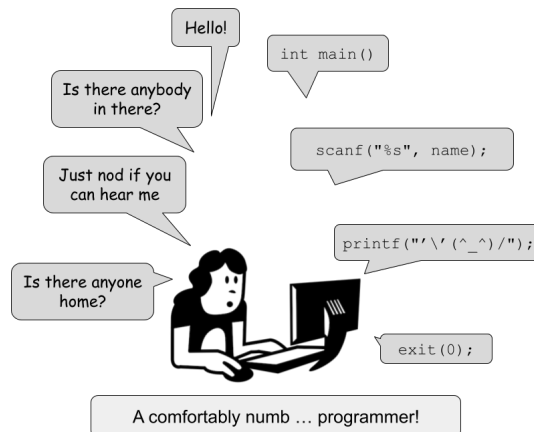 Hello!
int main()
Is there anybody
in there?
scanf("%s", name);
Just nod if you
can hear me
printf("'\'(^_^)/");
Is there anyone
home?
exit(0);
A comfortably numb … programmer!